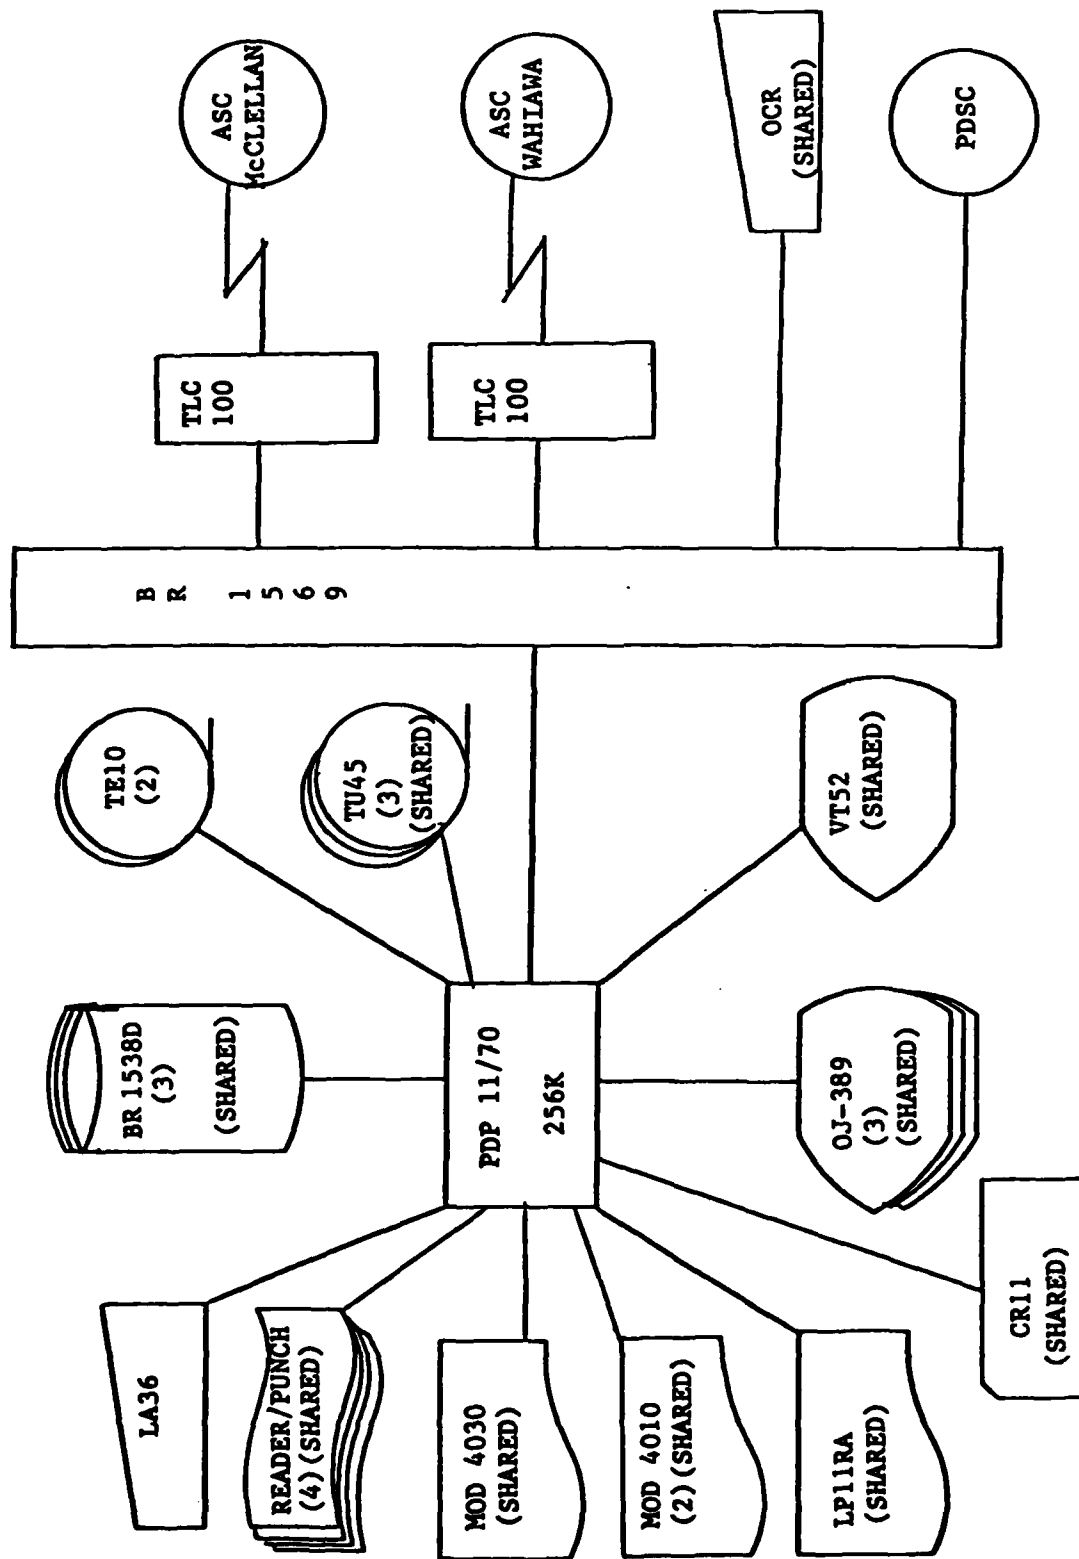 LA36
READER/PUNCH
(4)(SHARED)
MOD 4030
(SHARED)
MOD 4010
(2)(SHARED)
LP11RA
(SHARED)
CR11
(SHARED)
BR 1538D
(3)
(SHARED)
PDP 11/70
256K
OJ-389
(3)
(SHARED)
TE10
(2)
TU45
(3)
(SHARED)
VT52
(SHARED)
B
R
1
5
6
9
TLC
100
TLC
100
ASC
McCLELLAN
ASC
WAHIAWA
OCR
(SHARED)
PDSC